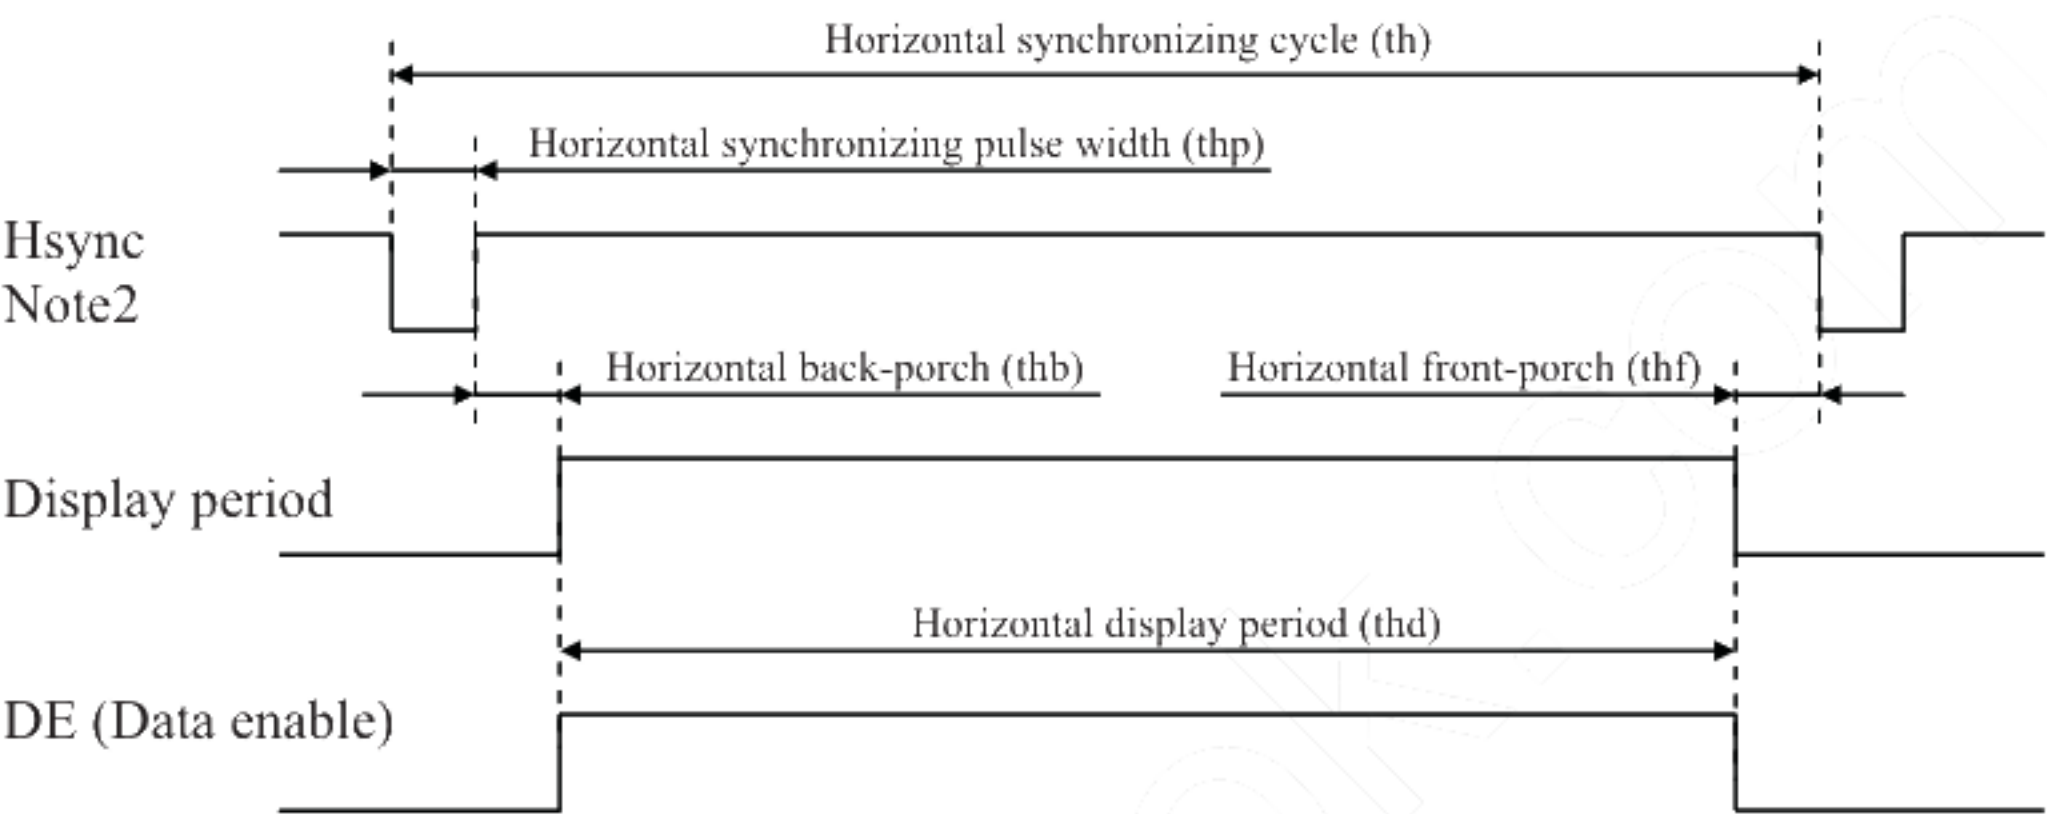 Horizontal synchronizing cycle (th)
Horizontal synchronizing pulse width (thp)
Hsync
Note2
Horizontal back-porch (thb)
Horizontal front-porch (thf)
Display period
Horizontal display period (thd)
DE (Data enable)